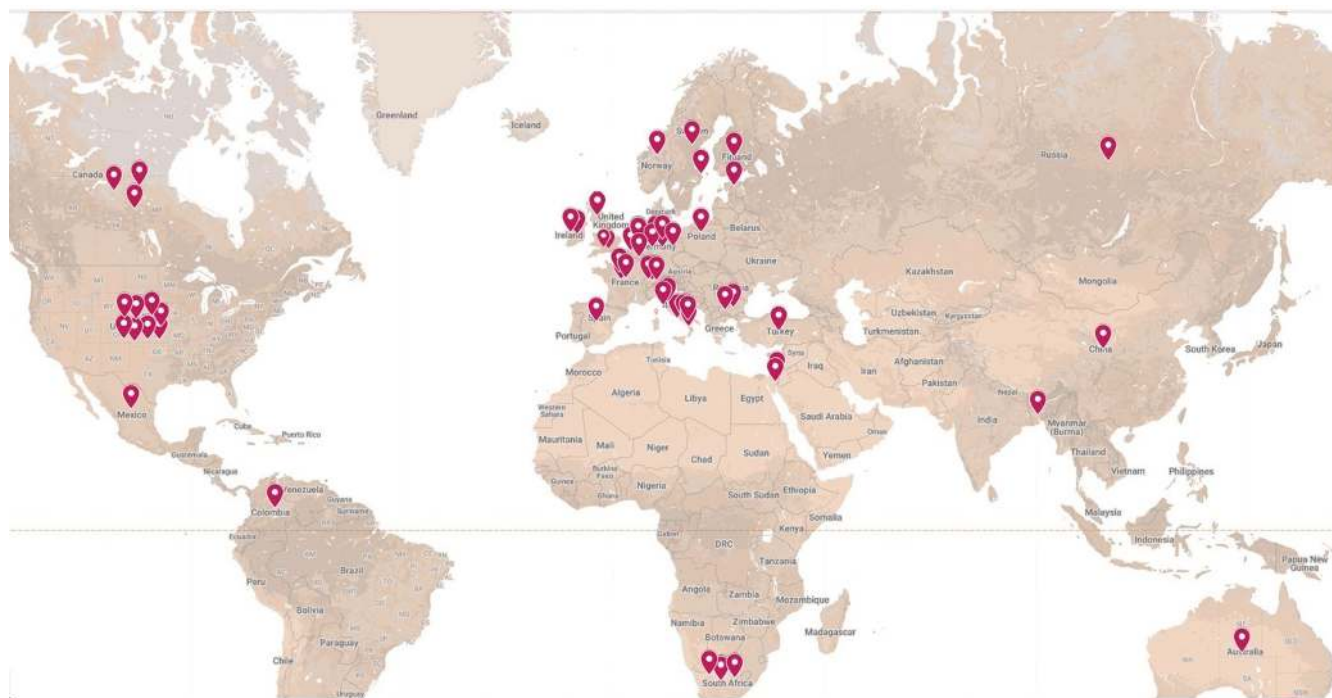 Greenland
Iceland
Canada
NU
NT
Norway
Russia
United
Kingdom
Ireland
Denmark
Poland
Belarus
Ukraine
Austria
France
Kazakhstan
Mongolia
Spain
Portugal
Greece
Turkey
Uzbekistan
Kyrgyzstan
Turkmenistan
China
South Korea
Japan
Syria
Iraq
Iran
Afghanistan
Pakistan
Tunisia
Morocco
Algeria
Libya
Egypt
Western
Sahara
Saudi Arabia
Oman
Nepal
India
Myanmar
(Burma)
Mexico
Cuba
Puerto Rico
Mauritania
Mali
Niger
Chad
Sudan
Yemen
Thailand
Vietnam
Philippines
Guatemala
Nicaragua
Burkina
Faso
Guinea
Ghana
Nigeria
South Sudan
Ethiopia
Somalia
Venezuela
Guyana
Suriname
Colombia
Malaysia
Ecuador
Gabon
DRC
Kenya
Indonesia
Papua New
Guinea
Tanzania
Peru
Brazil
Angola
Zambia
Mozambique
Bolivia
Namibia
Zimbabwe
Botswana
Madagascar
Paraguay
Chile
South Africa
Australia
Uruguay